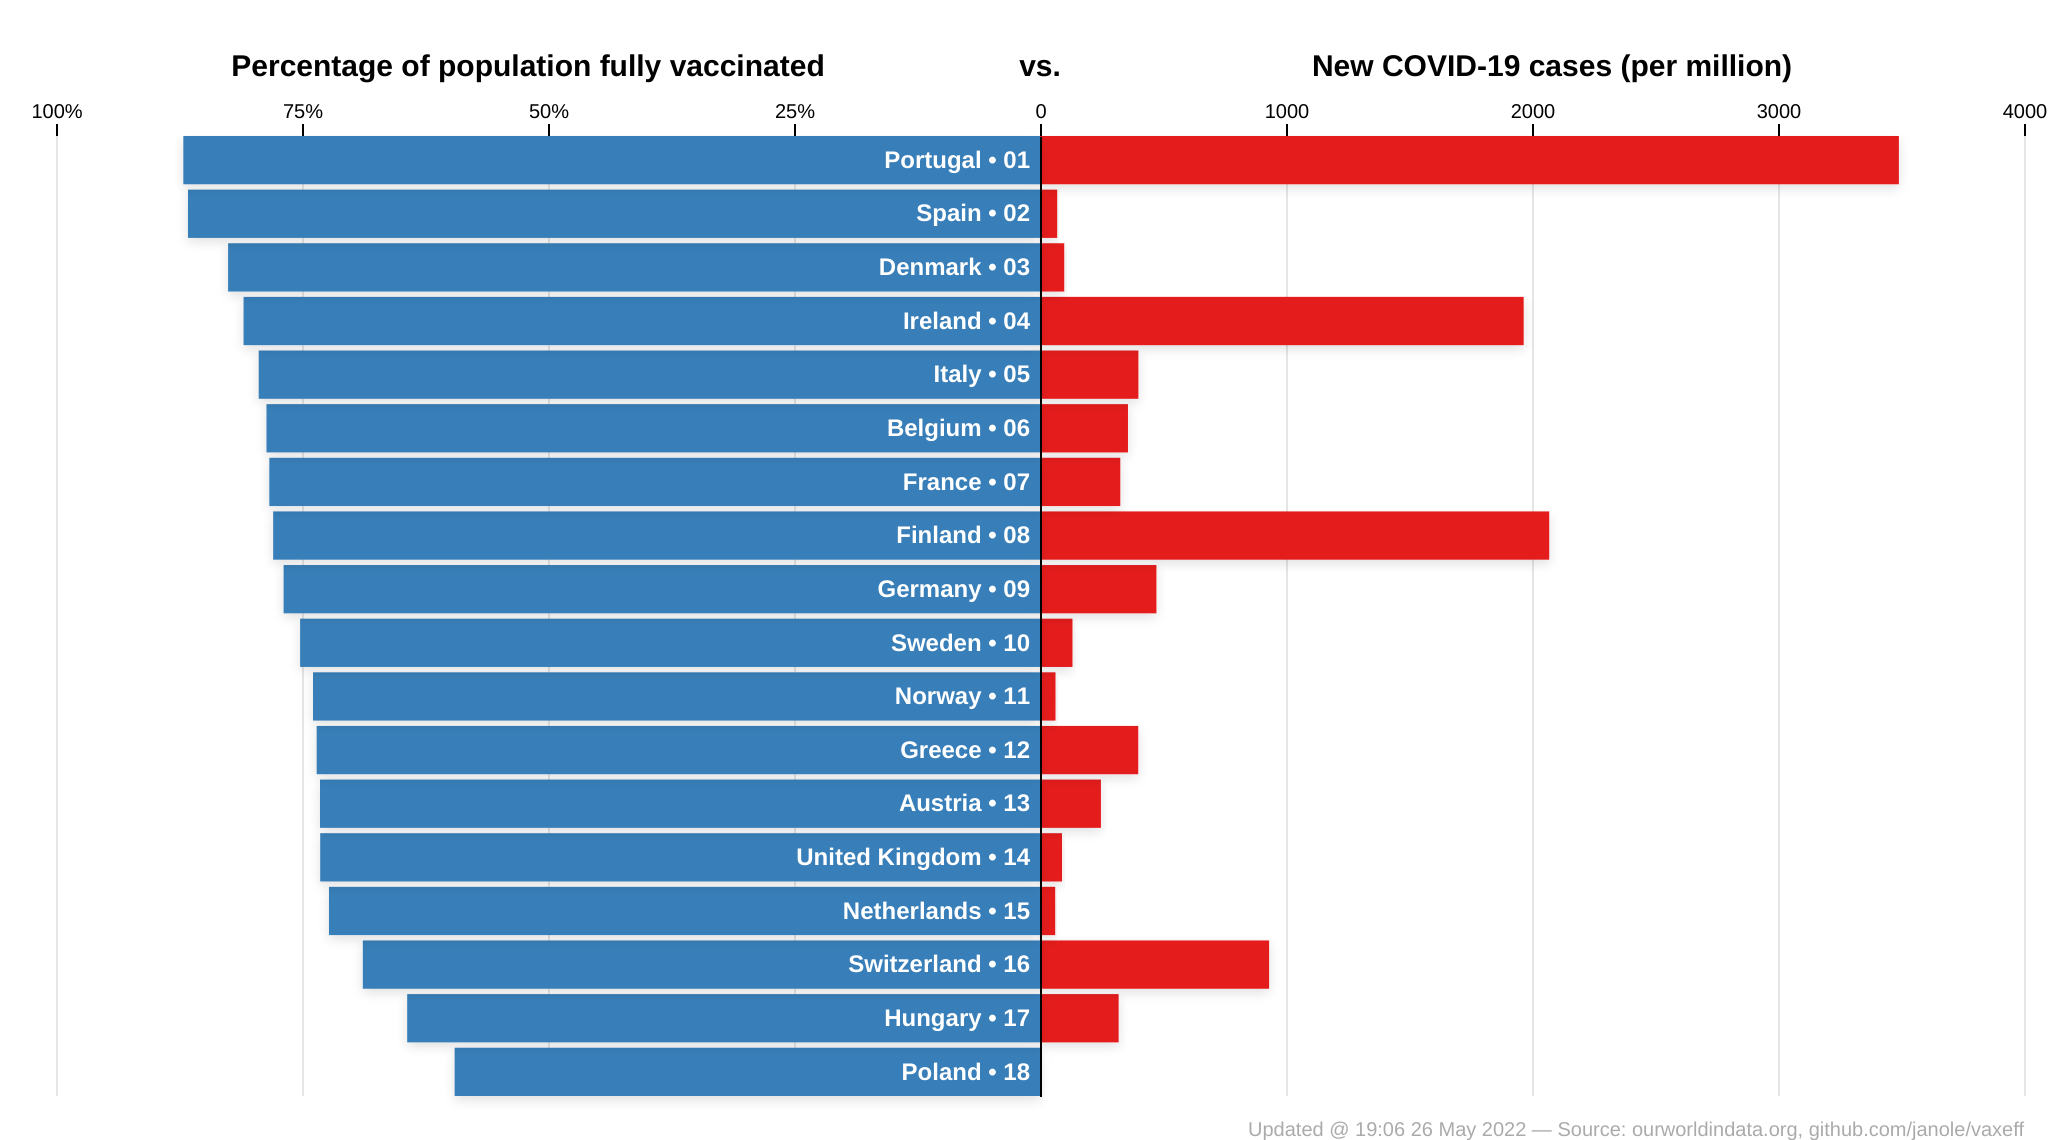 Percentage of population fully vaccinated vs. New COVID-19 cases (per million)
100% 75% 50% 25% 0 1000 2000 3000 4000
Portugal • 01
Spain • 02
Denmark • 03
Ireland • 04
Italy • 05
Belgium • 06
France • 07
Finland • 08
Germany • 09
Sweden • 10
Norway • 11
Greece • 12
Austria • 13
United Kingdom • 14
Netherlands • 15
Switzerland • 16
Hungary • 17
Poland • 18
Updated @ 19:06 26 May 2022 — Source: ourworldindata.org, github.com/janole/vaxeff